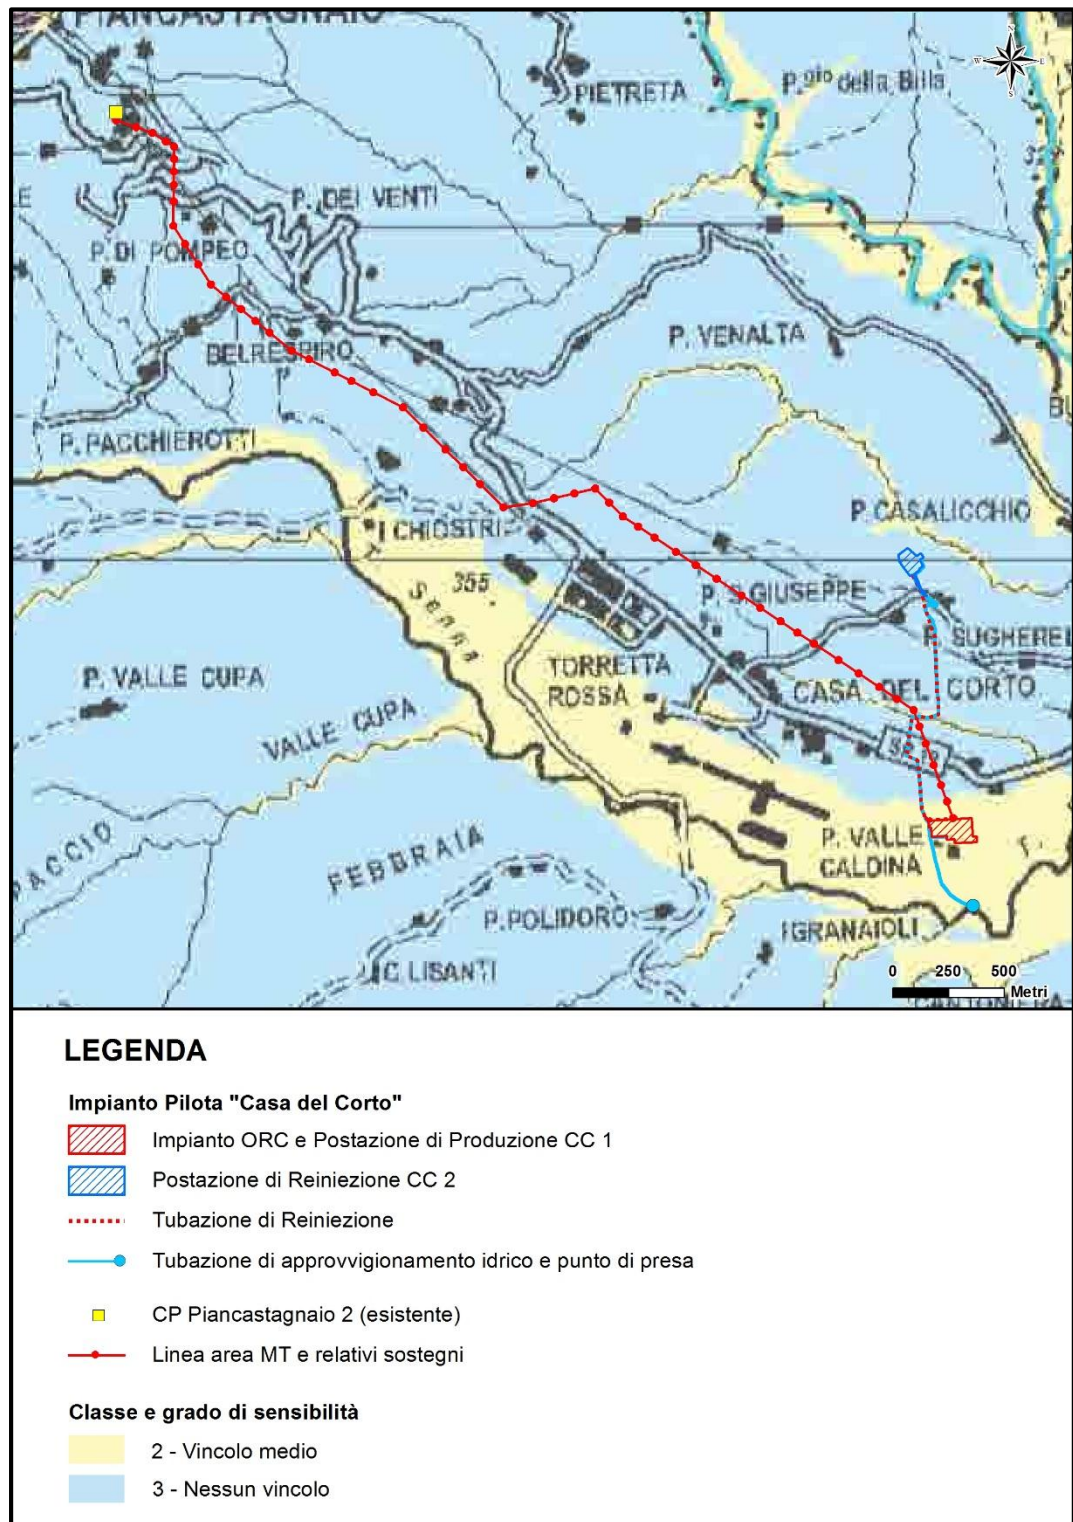 PIANCASTAGNAIO
N
W
E
S
PIETRETA
P.gio della Billa
P. DEI VENTI
P. DI POMPEO
P. VENALTA
BELRESPIRO
P. PACCHIEROTTI
P. CASALICCHIO
I CHIOSTRI
355
Senna
P. S.GIUSEPPE
P. SUGHEREL
TORRETTA
ROSSA
CASA DEL CORTO
P. VALLE CUPA
VALLE CUPA
P. VALLE
CALDINA
PACCIO
FEBBRAIA
P. POLIDORO
I GRANAIOLI
C. LISANTI
0 250 500
Metri
LEGENDA
Impianto Pilota "Casa del Corto"
Impianto ORC e Postazione di Produzione CC 1
Postazione di Reiniezione CC 2
Tubazione di Reiniezione
Tubazione di approvvigionamento idrico e punto di presa
CP Piancastagnaio 2 (esistente)
Linea area MT e relativi sostegni
Classe e grado di sensibilità
2 - Vincolo medio
3 - Nessun vincolo